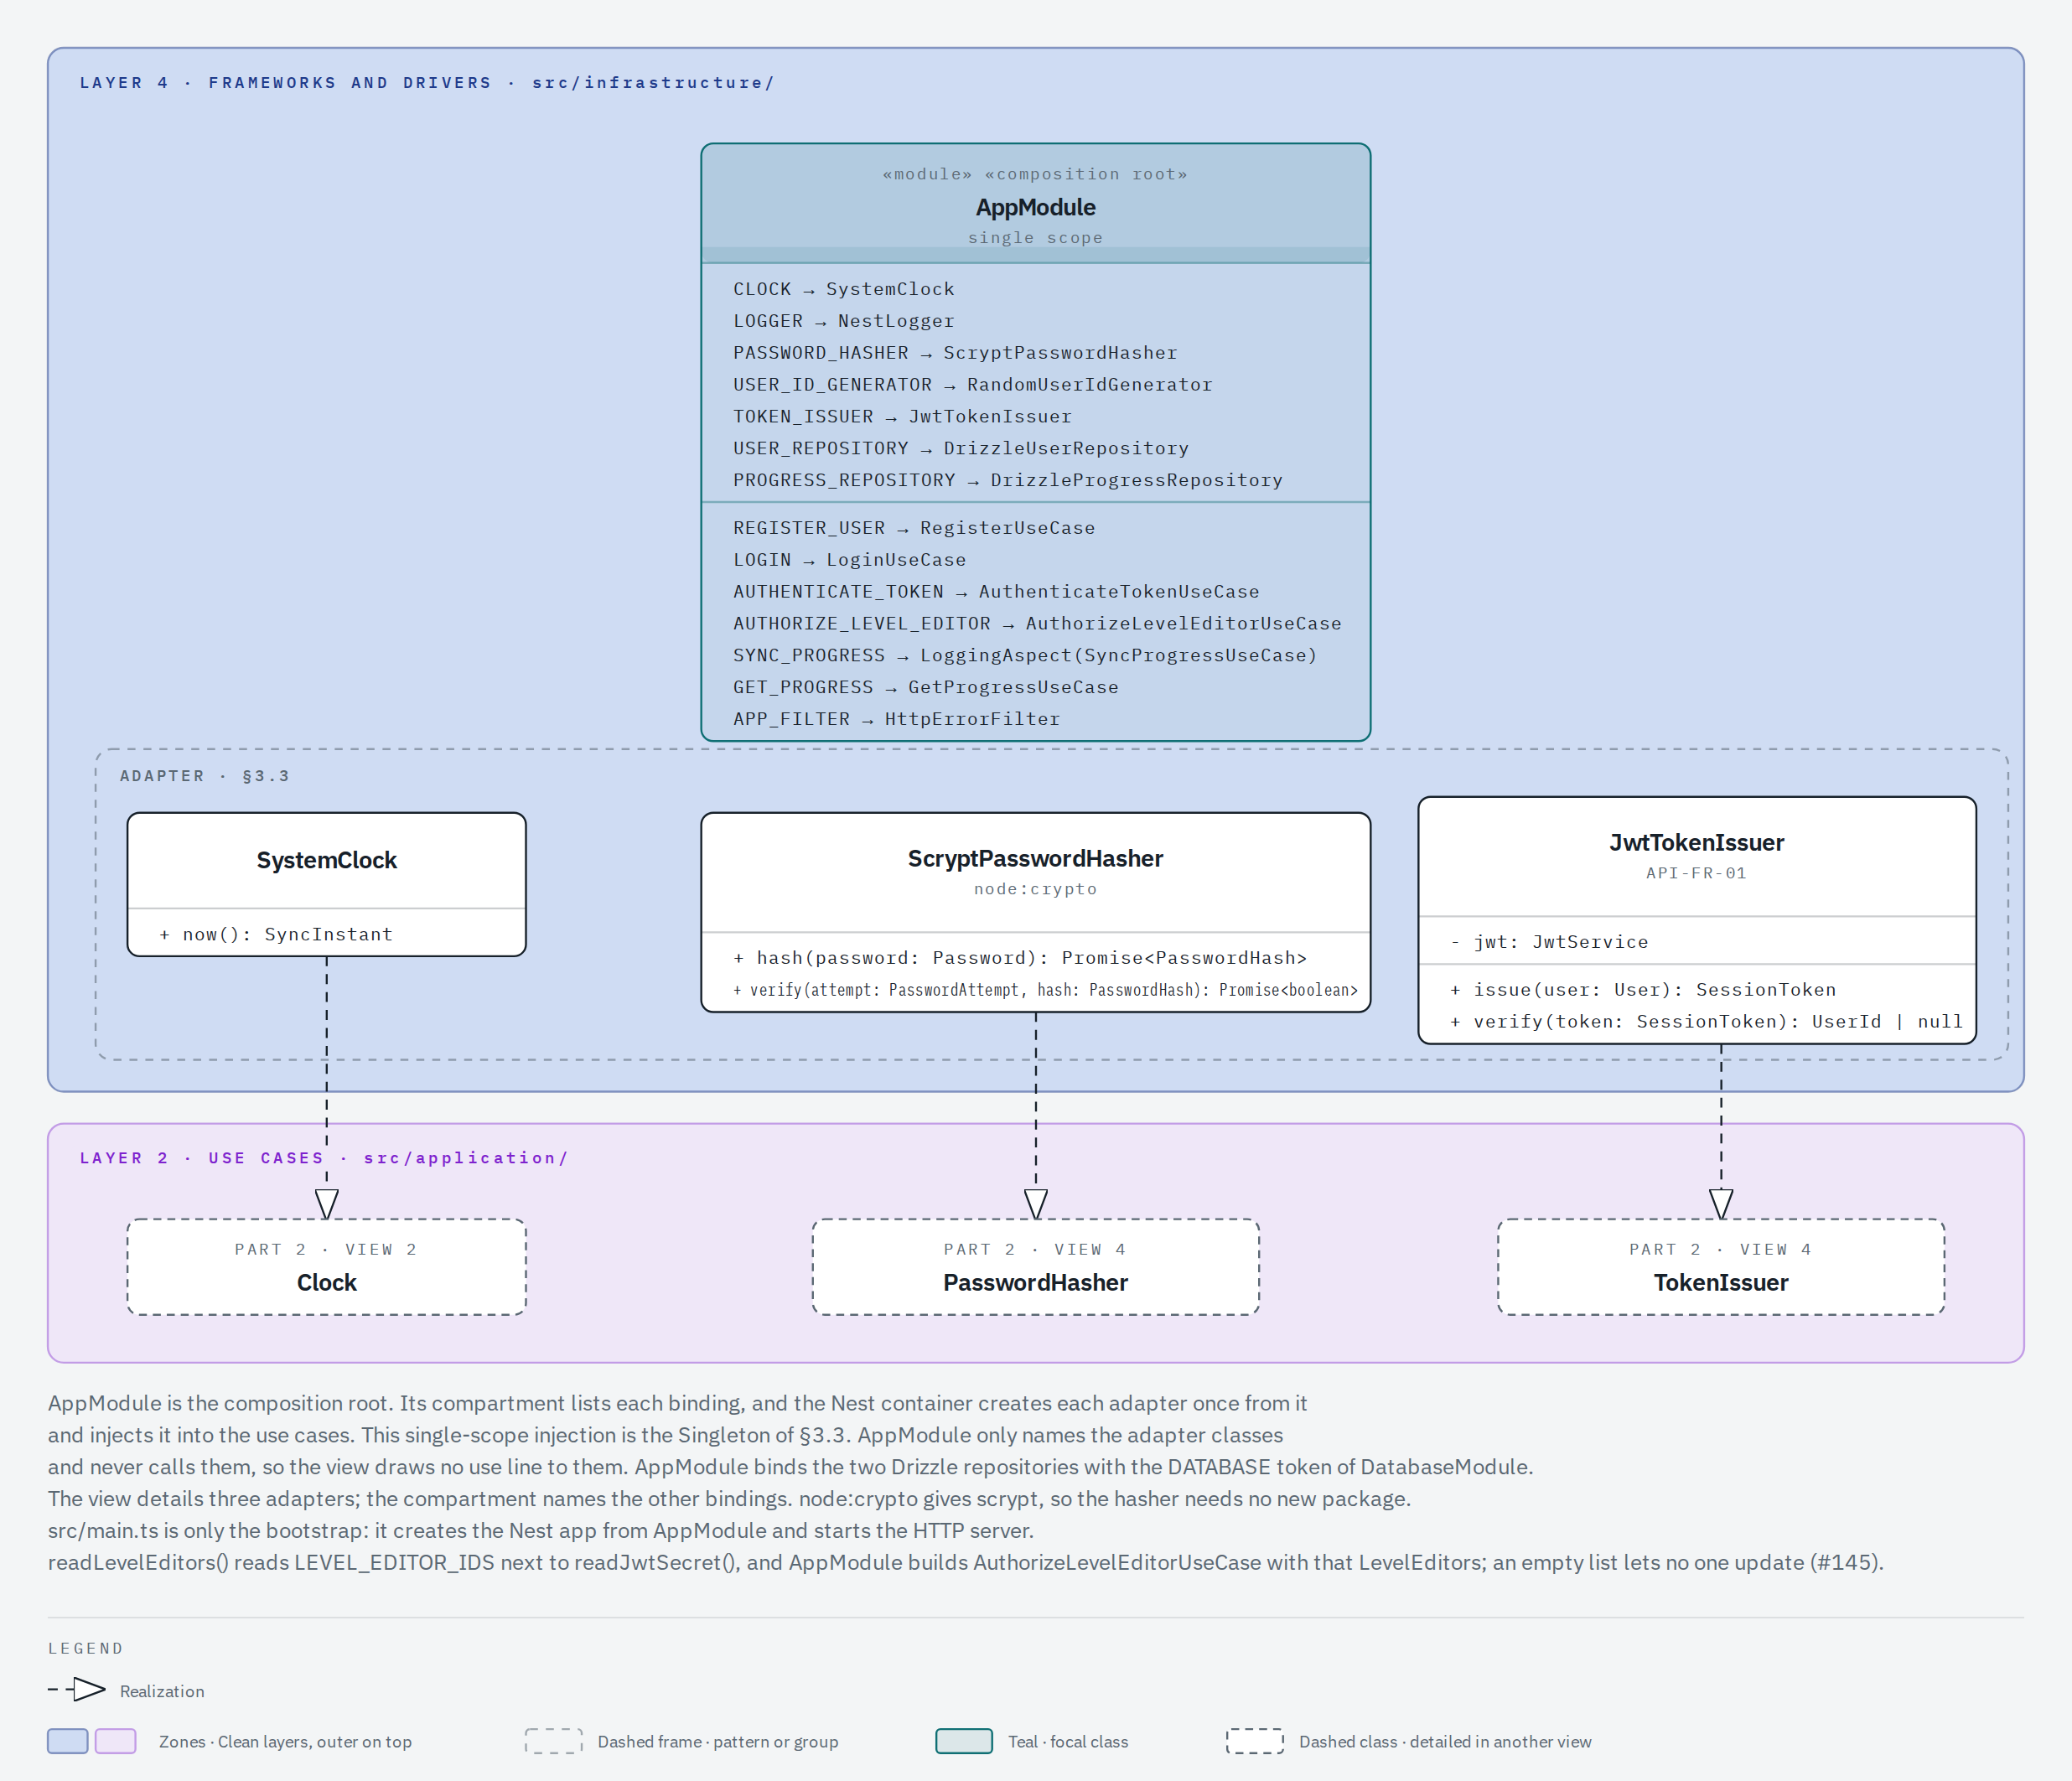 LAYER 4 · FRAMEWORKS AND DRIVERS · src/infrastructure/
«module» «composition root»
AppModule
single scope
CLOCK → SystemClock
LOGGER → NestLogger
PASSWORD_HASHER → ScryptPasswordHasher
USER_ID_GENERATOR → RandomUserIdGenerator
TOKEN_ISSUER → JwtTokenIssuer
USER_REPOSITORY → DrizzleUserRepository
PROGRESS_REPOSITORY → DrizzleProgressRepository
REGISTER_USER → RegisterUseCase
LOGIN → LoginUseCase
AUTHENTICATE_TOKEN → AuthenticateTokenUseCase
AUTHORIZE_LEVEL_EDITOR → AuthorizeLevelEditorUseCase
SYNC_PROGRESS → LoggingAspect(SyncProgressUseCase)
GET_PROGRESS → GetProgressUseCase
APP_FILTER → HttpErrorFilter
ADAPTER · §3.3
SystemClock
+ now(): SyncInstant
ScryptPasswordHasher
node:crypto
+ hash(password: Password): Promise<PasswordHash>
+ verify(attempt: PasswordAttempt, hash: PasswordHash): Promise<boolean>
JwtTokenIssuer
API-FR-01
- jwt: JwtService
+ issue(user: User): SessionToken
+ verify(token: SessionToken): UserId | null
LAYER 2 · USE CASES · src/application/
PART 2 · VIEW 2
Clock
PART 2 · VIEW 4
PasswordHasher
PART 2 · VIEW 4
TokenIssuer
AppModule is the composition root. Its compartment lists each binding, and the Nest container creates each adapter once from it
and injects it into the use cases. This single-scope injection is the Singleton of §3.3. AppModule only names the adapter classes
and never calls them, so the view draws no use line to them. AppModule binds the two Drizzle repositories with the DATABASE token of DatabaseModule.
The view details three adapters; the compartment names the other bindings. node:crypto gives scrypt, so the hasher needs no new package.
src/main.ts is only the bootstrap: it creates the Nest app from AppModule and starts the HTTP server.
readLevelEditors() reads LEVEL_EDITOR_IDS next to readJwtSecret(), and AppModule builds AuthorizeLevelEditorUseCase with that LevelEditors; an empty list lets no one update (#145).
LEGEND
Realization
Zones · Clean layers, outer on top
Dashed frame · pattern or group
Teal · focal class
Dashed class · detailed in another view